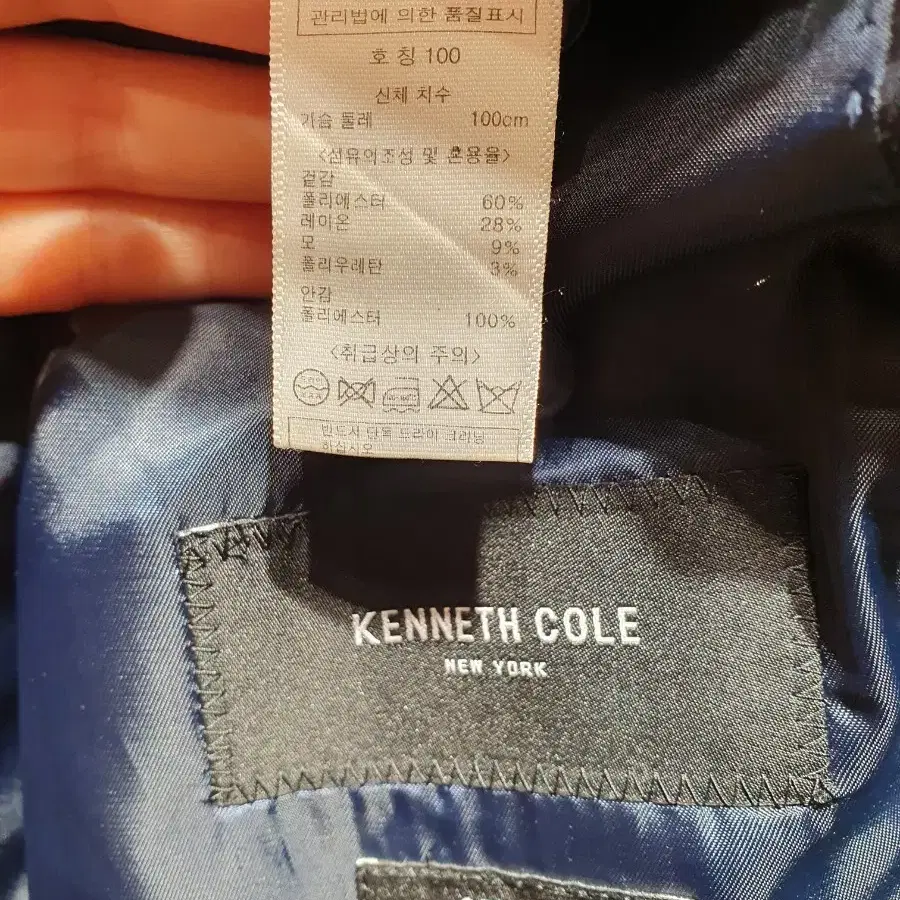 관리법에 의한 품질표시
호 칭 100
신체 치수
가슴 둘레 100cm
<섬유의조성 및 혼용율>
겉감
폴리에스터 60%
레이온 28%
모 9%
폴리우레탄 3%
안감
폴리에스터 100%
<취급상의 주의>
반드시 단독 드라이 크리닝
하십시오
KENNETH COLE
NEW YORK